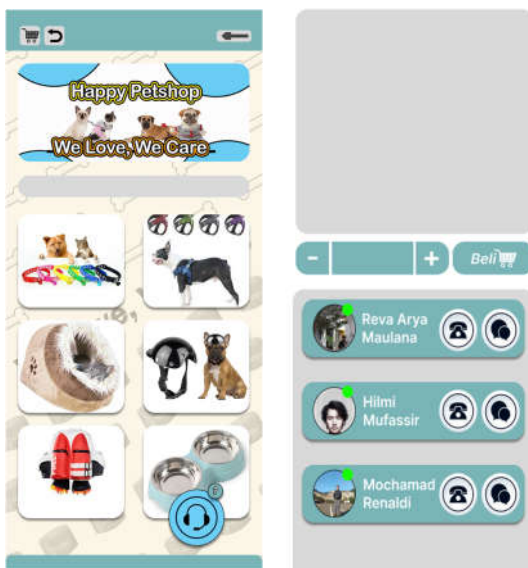 Happy Petshop
We Love, We Care
Beli
Reva Arya
Maulana
Hilmi
Mufassir
Mochamad
Renaldi